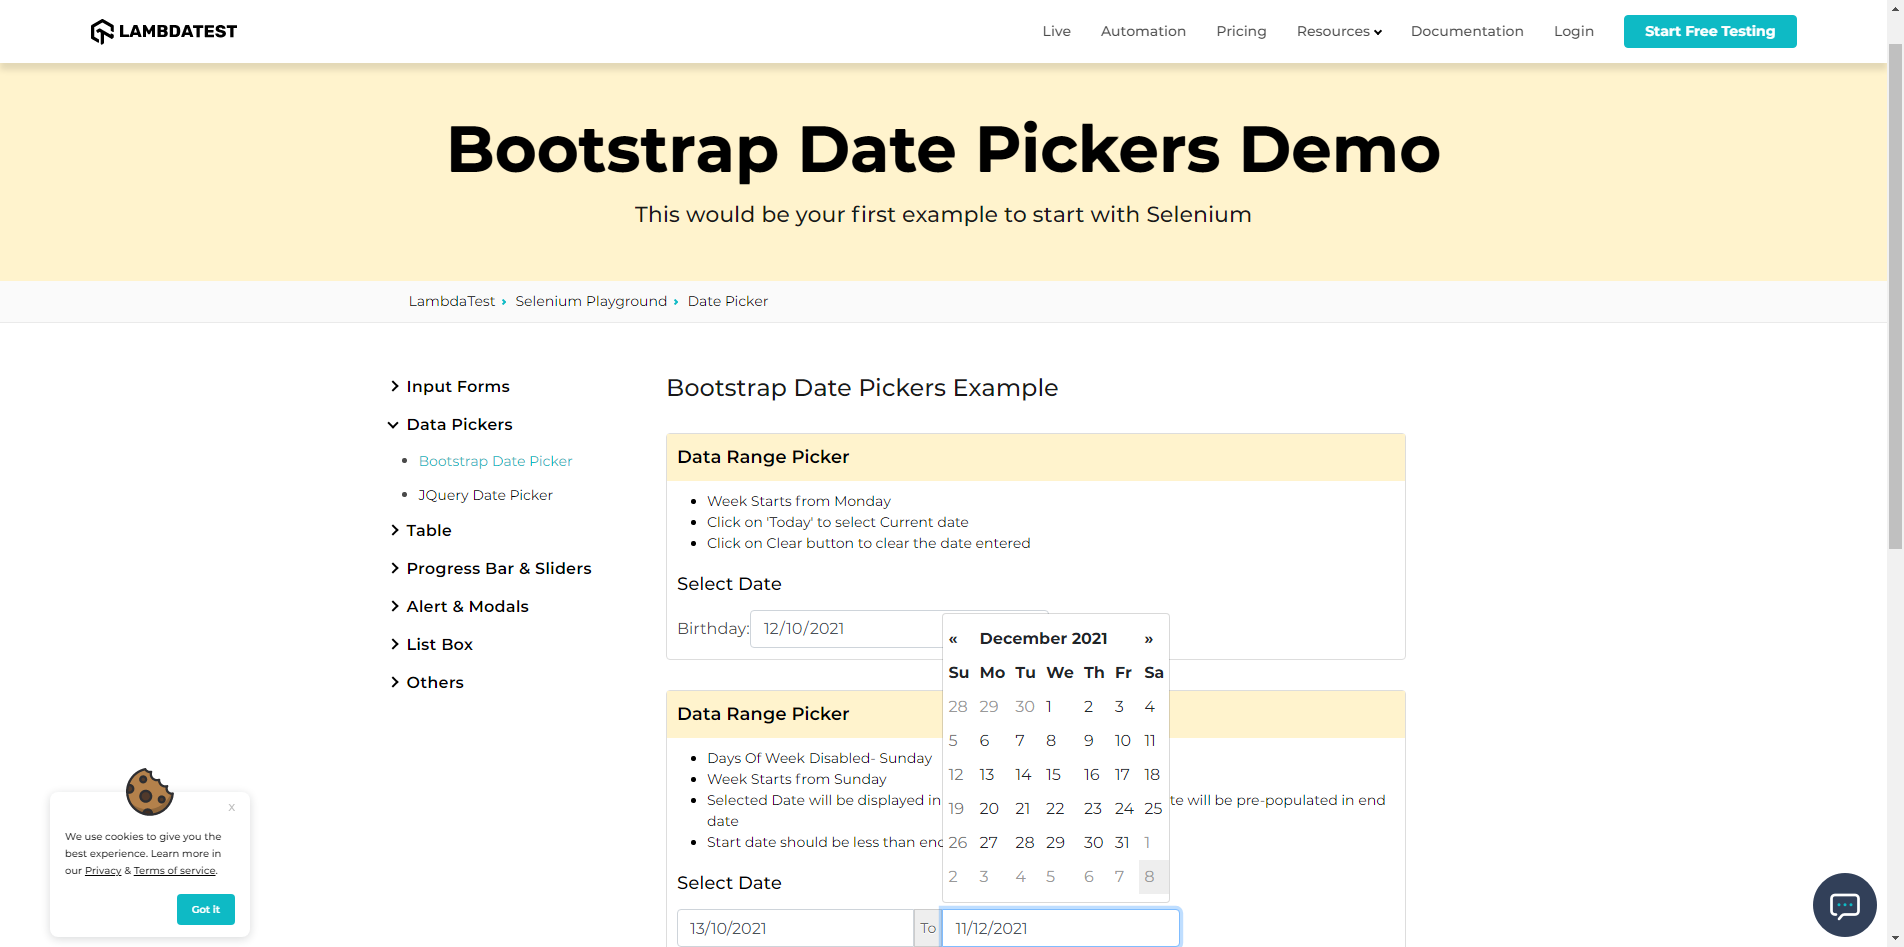 LAMBDATEST
Live Automation Pricing Resources Documentation Login Start Free Testing
Bootstrap Date Pickers Demo
This would be your first example to start with Selenium
LambdaTest › Selenium Playground › Date Picker
Input Forms
Data Pickers
Bootstrap Date Picker
JQuery Date Picker
Table
Progress Bar & Sliders
Alert & Modals
List Box
Others
Bootstrap Date Pickers Example
Data Range Picker
Week Starts from Monday
Click on 'Today' to select Current date
Click on Clear button to clear the date entered
Select Date
Birthday: 12/10/2021
« December 2021 »
Su Mo Tu We Th Fr Sa
28 29 30 1 2 3 4
5 6 7 8 9 10 11
12 13 14 15 16 17 18
19 20 21 22 23 24 25
26 27 28 29 30 31 1
2 3 4 5 6 7 8
Data Range Picker
Days Of Week Disabled- Sunday
Week Starts from Sunday
Selected Date will be displayed in te will be pre-populated in end
date
Start date should be less than end
Select Date
13/10/2021 To 11/12/2021
x
We use cookies to give you the
best experience. Learn more in
our Privacy & Terms of service.
Got it